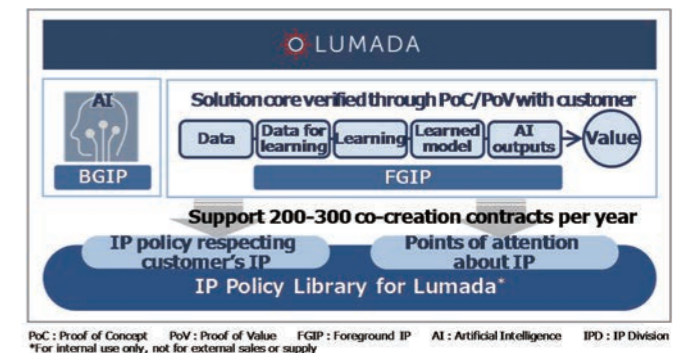 LUMADA
AI
BGIP
Solution core verified through PoC/PoV with customer
Data
Data for
learning
Learning
Learned
model
AI
outputs
Value
FGIP
Support 200-300 co-creation contracts per year
IP policy respecting
customer's IP
Points of attention
about IP
IP Policy Library for Lumada*
PoC : Proof of Concept PoV : Proof of Value FGIP : Foreground IP AI : Artificial Intelligence IPD : IP Division
*For internal use only, not for external sales or supply